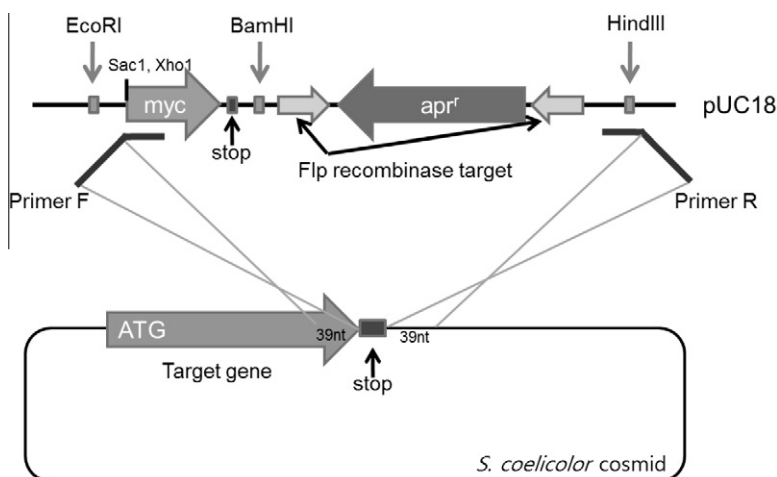 EcoRI
BamHI
HindIII
Sac1, Xho1
myc
aprʳ
pUC18
stop
Flp recombinase target
Primer F
Primer R
ATG
39nt
39nt
Target gene
stop
S. coelicolor cosmid